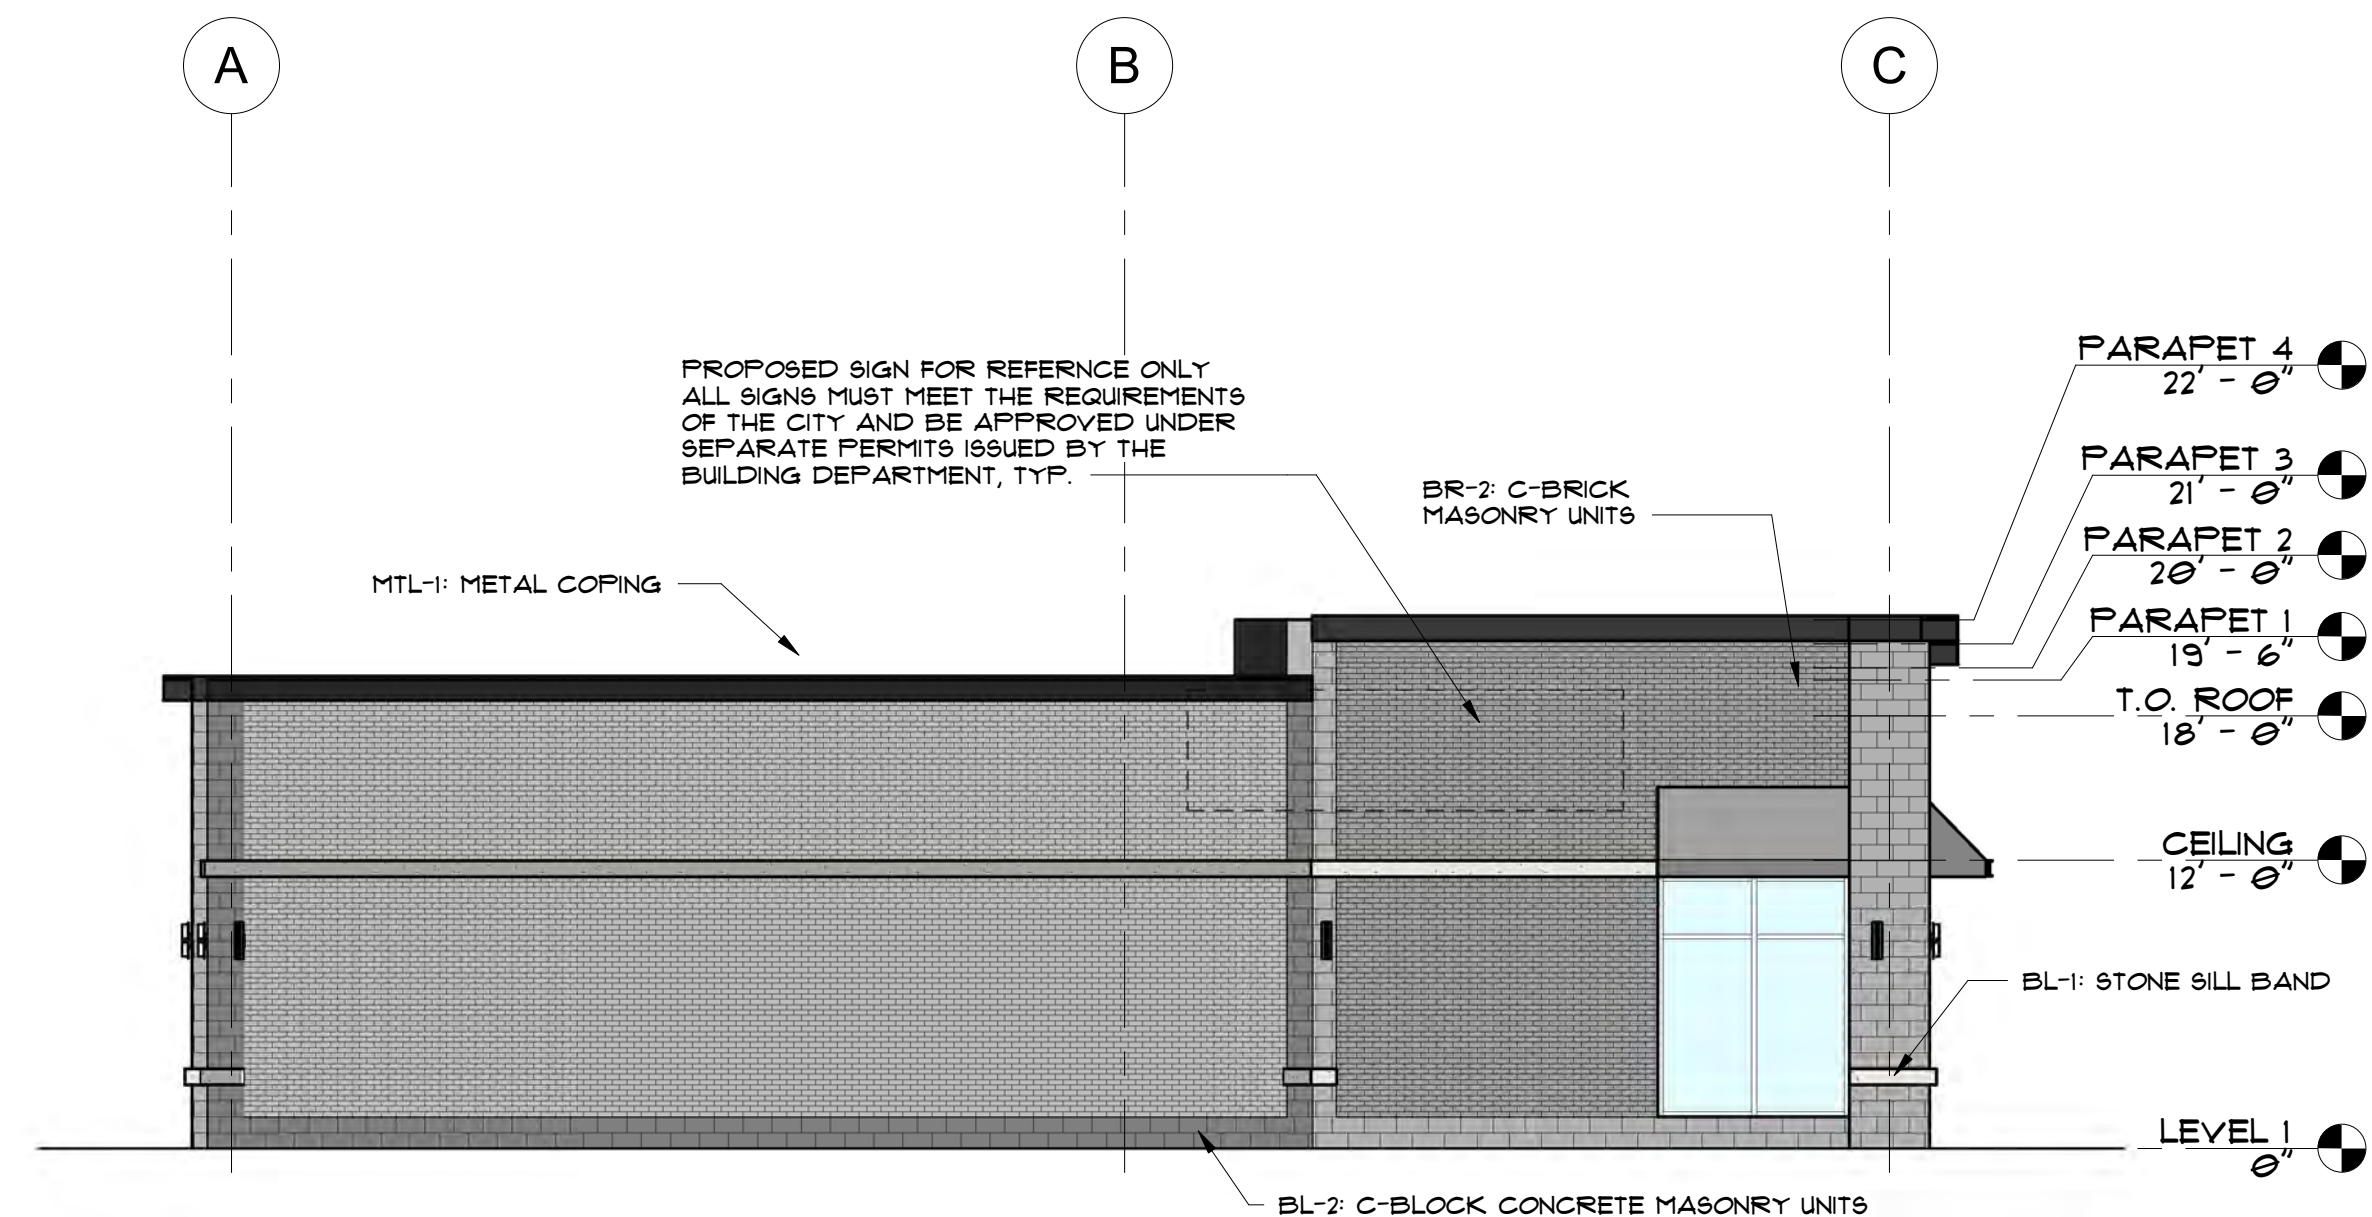 A
B
C
PROPOSED SIGN FOR REFERNCE ONLY
ALL SIGNS MUST MEET THE REQUIREMENTS
OF THE CITY AND BE APPROVED UNDER
SEPARATE PERMITS ISSUED BY THE
BUILDING DEPARTMENT, TYP.
BR-2: C-BRICK
MASONRY UNITS
MTL-1: METAL COPING
PARAPET 4
22' - 0"
PARAPET 3
21' - 0"
PARAPET 2
20' - 0"
PARAPET 1
19' - 6"
T.O. ROOF
18' - 0"
CEILING
12' - 0"
BL-1: STONE SILL BAND
LEVEL 1
0"
BL-2: C-BLOCK CONCRETE MASONRY UNITS